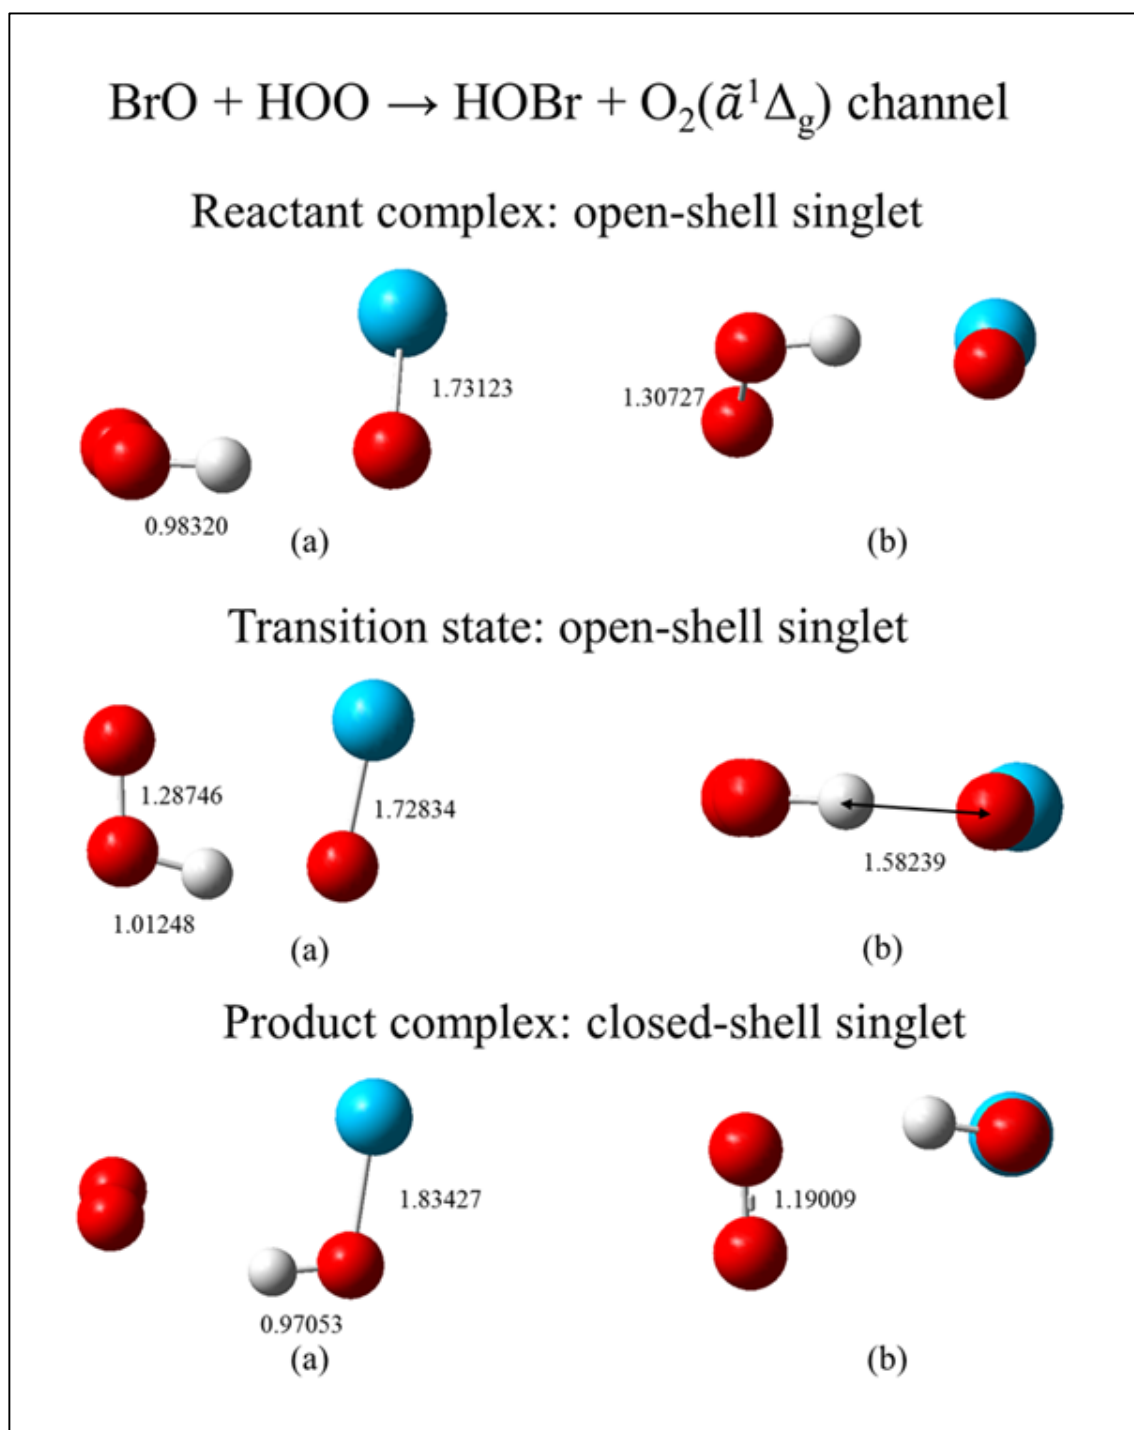 BrO + HOO → HOBr + O₂(ã¹Δg) channel
Reactant complex: open-shell singlet
1.73123
1.30727
0.98320
(a)
(b)
Transition state: open-shell singlet
1.28746
1.72834
1.58239
1.01248
(a)
(b)
Product complex: closed-shell singlet
1.83427
1.19009
0.97053
(a)
(b)